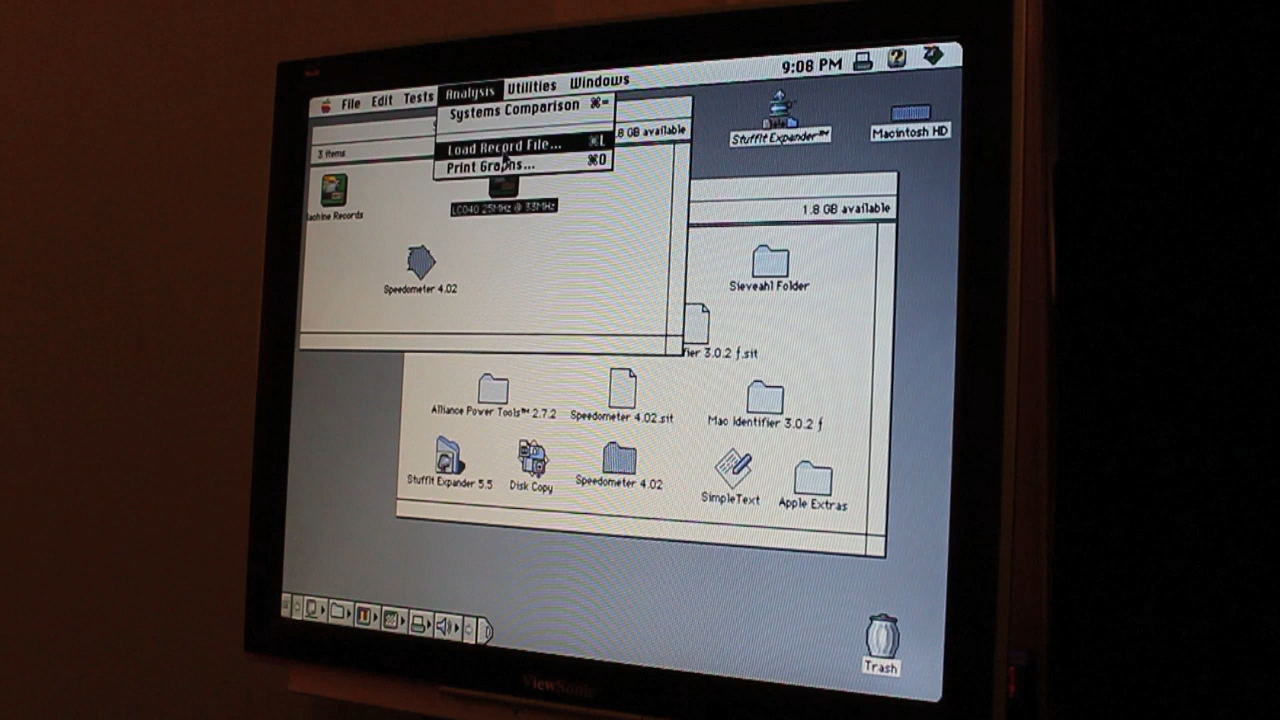 File Edit Tests Analysis Utilities Windows 9:08 PM
Systems Comparison ⌘=
Load Record File... ⌘L
Print Graphs... ⌘O
.8 GB available
3 items
achine Records
LC040 25MHz @ 33MHz
Speedometer 4.02
StuffIt Expander™
Macintosh HD
1.8 GB available
Sieveahl Folder
ier 3.0.2 ƒ.sit
Alliance Power Tools™ 2.7.2
Speedometer 4.02.sit
Mac Identifier 3.0.2 ƒ
StuffIt Expander 5.5
Disk Copy
Speedometer 4.02
SimpleText
Apple Extras
Trash
ViewSonic